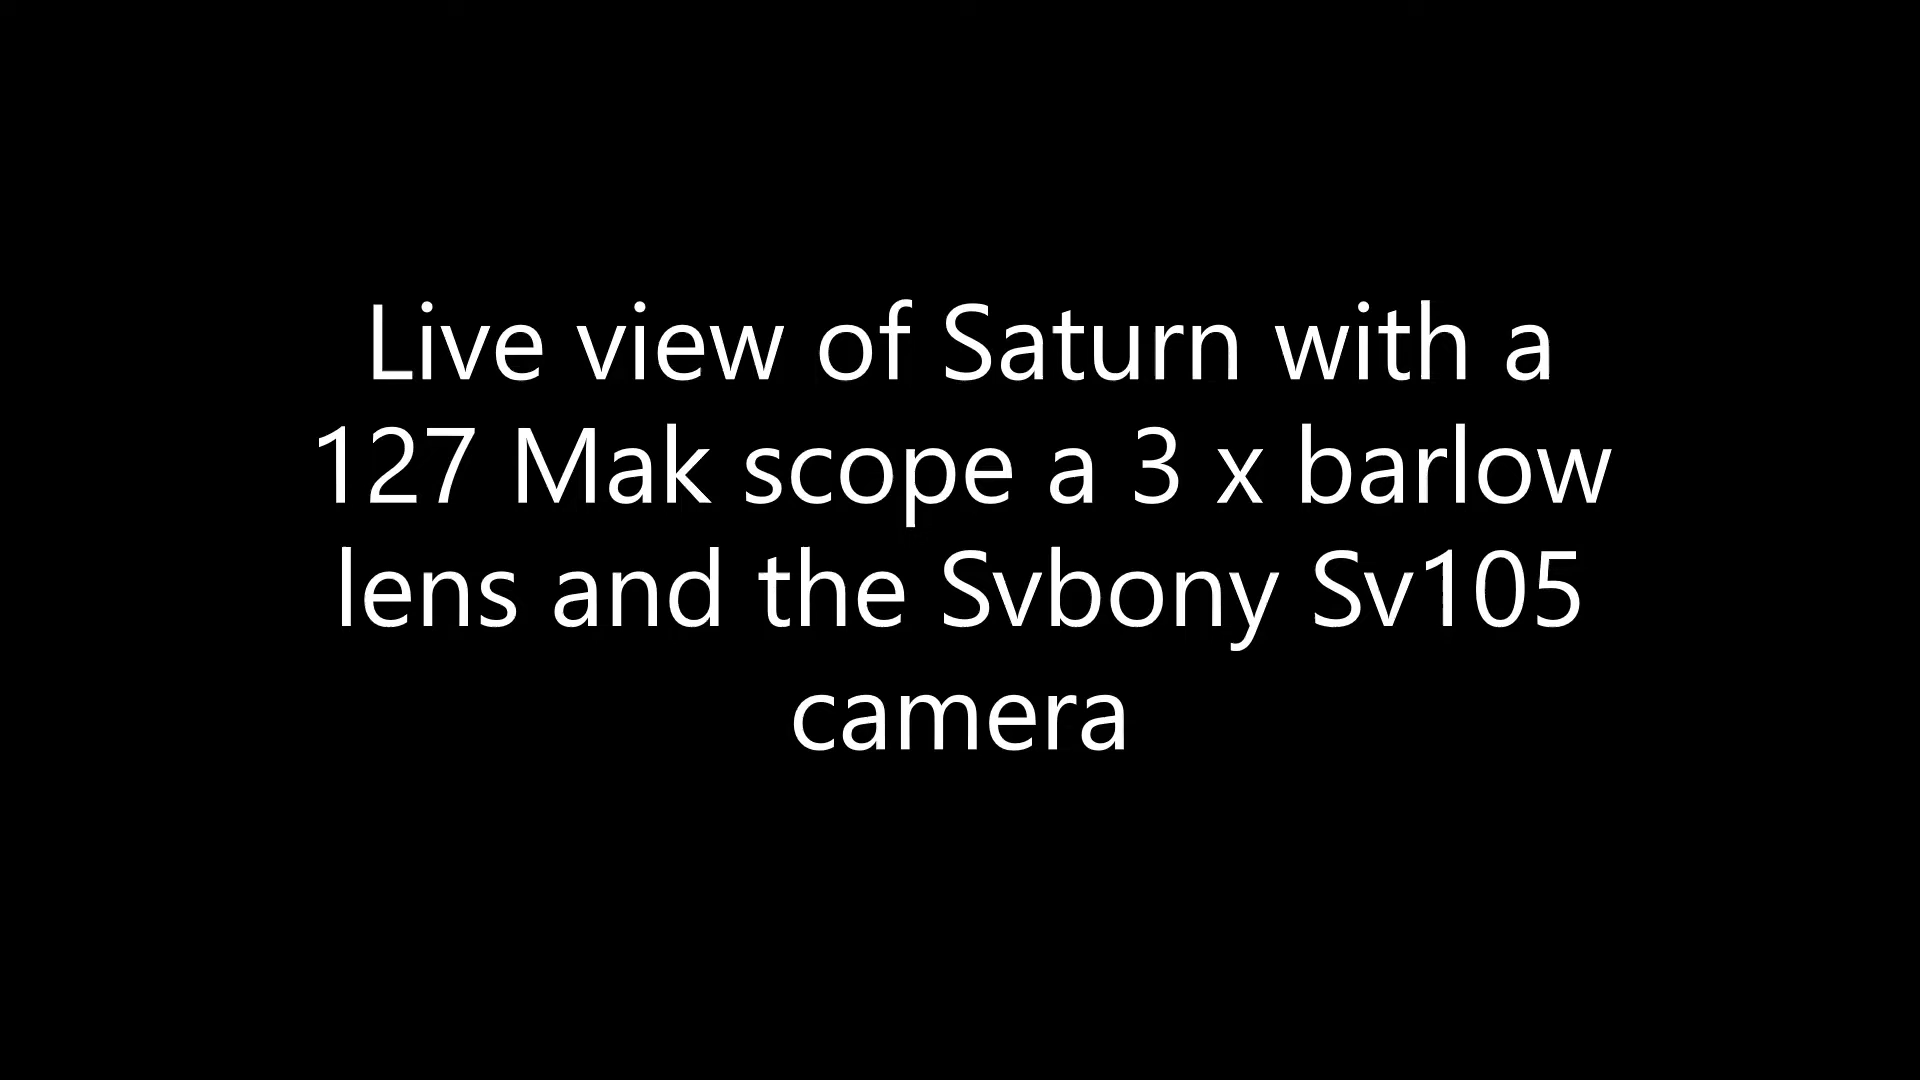 Live view of Saturn with a
127 Mak scope a 3 x barlow
lens and the Svbony Sv105
camera